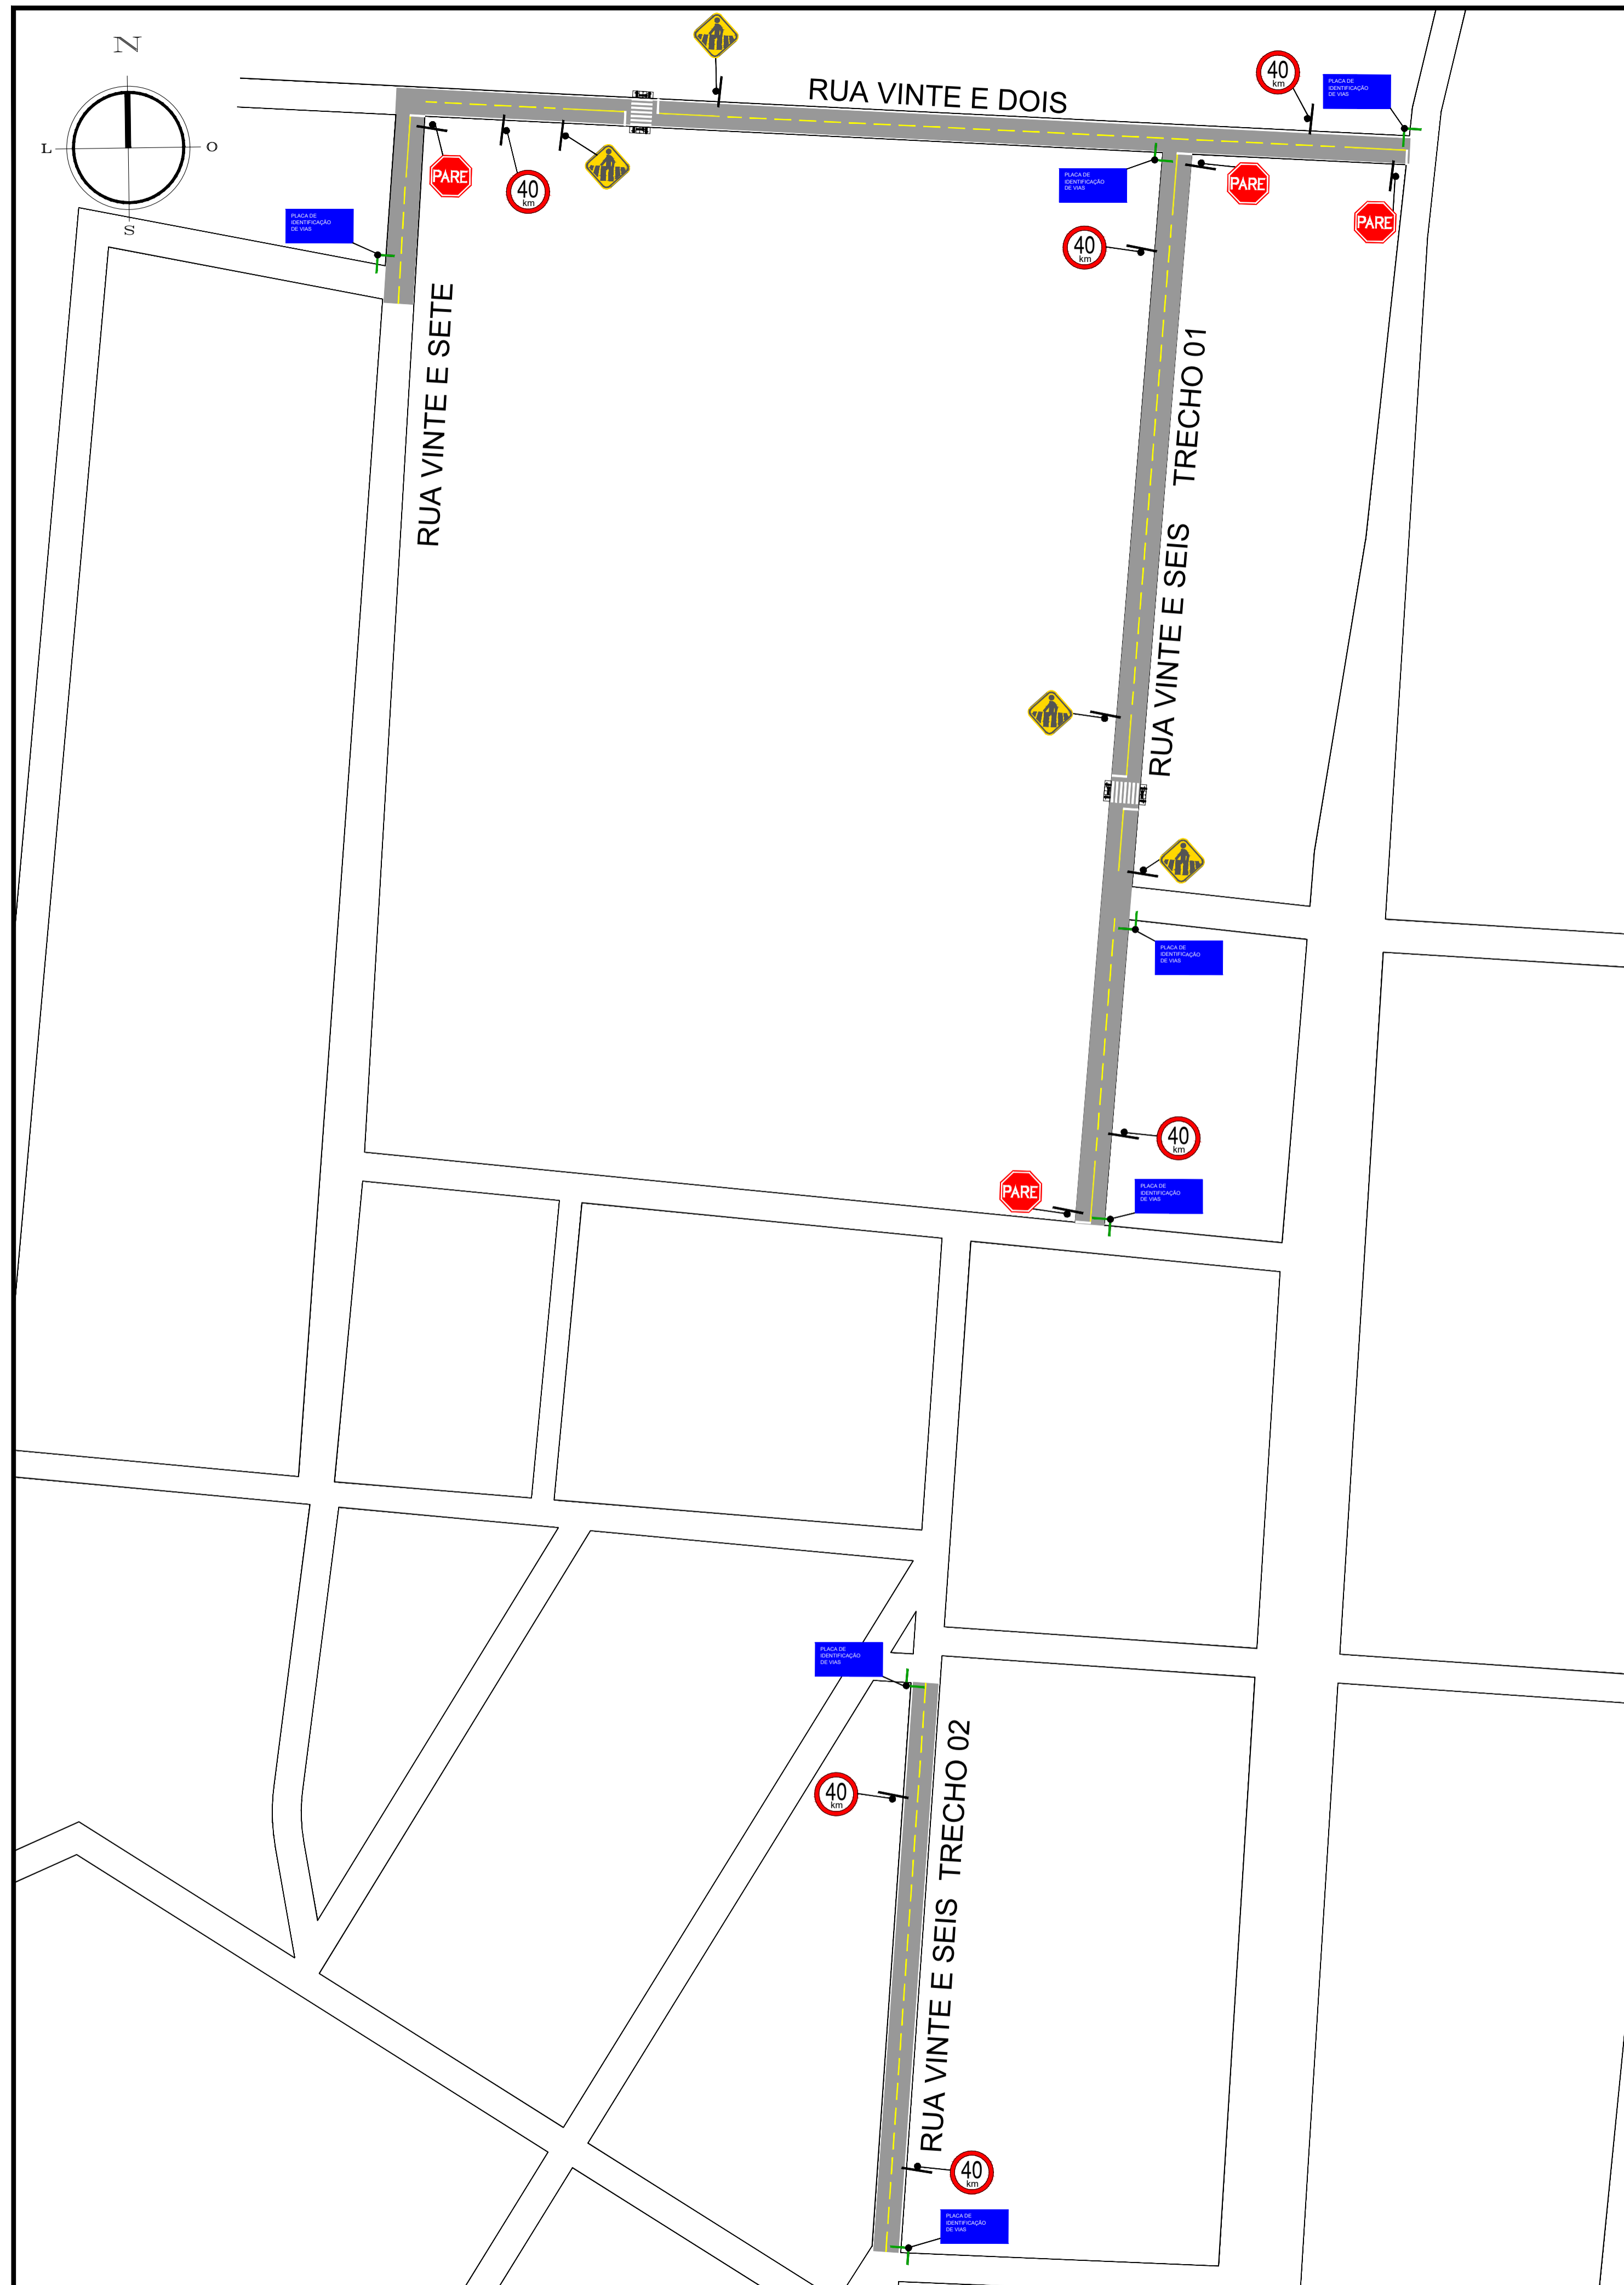 N
L
O
S
RUA VINTE E DOIS
40
km
PLACA DE
IDENTIFICAÇÃO
DE VIAS
PARE
40
km
PLACA DE
IDENTIFICAÇÃO
DE VIAS
PARE
PARE
PLACA DE
IDENTIFICAÇÃO
DE VIAS
40
km
RUA VINTE E SETE
RUA VINTE E SEIS TRECHO 01
PLACA DE
IDENTIFICAÇÃO
DE VIAS
40
km
PARE
PLACA DE
IDENTIFICAÇÃO
DE VIAS
PLACA DE
IDENTIFICAÇÃO
DE VIAS
40
km
RUA VINTE E SEIS TRECHO 02
40
km
PLACA DE
IDENTIFICAÇÃO
DE VIAS